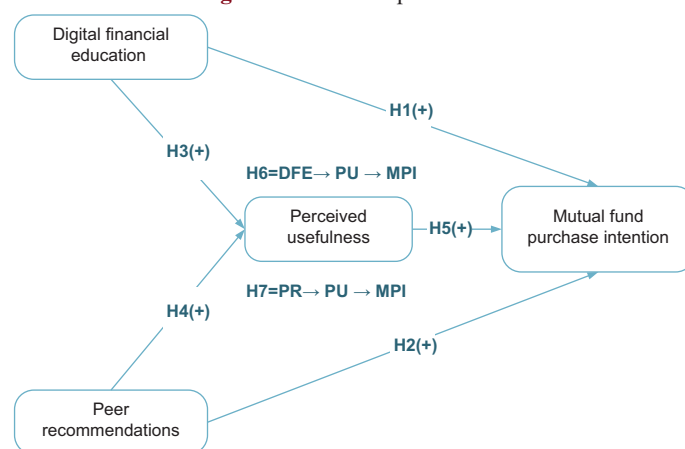 Digital financial
education
H1(+)
H3(+)
H6=DFE→ PU → MPI
Perceived
usefulness
H5(+)
Mutual fund
purchase intention
H7=PR→ PU → MPI
H4(+)
H2(+)
Peer
recommendations